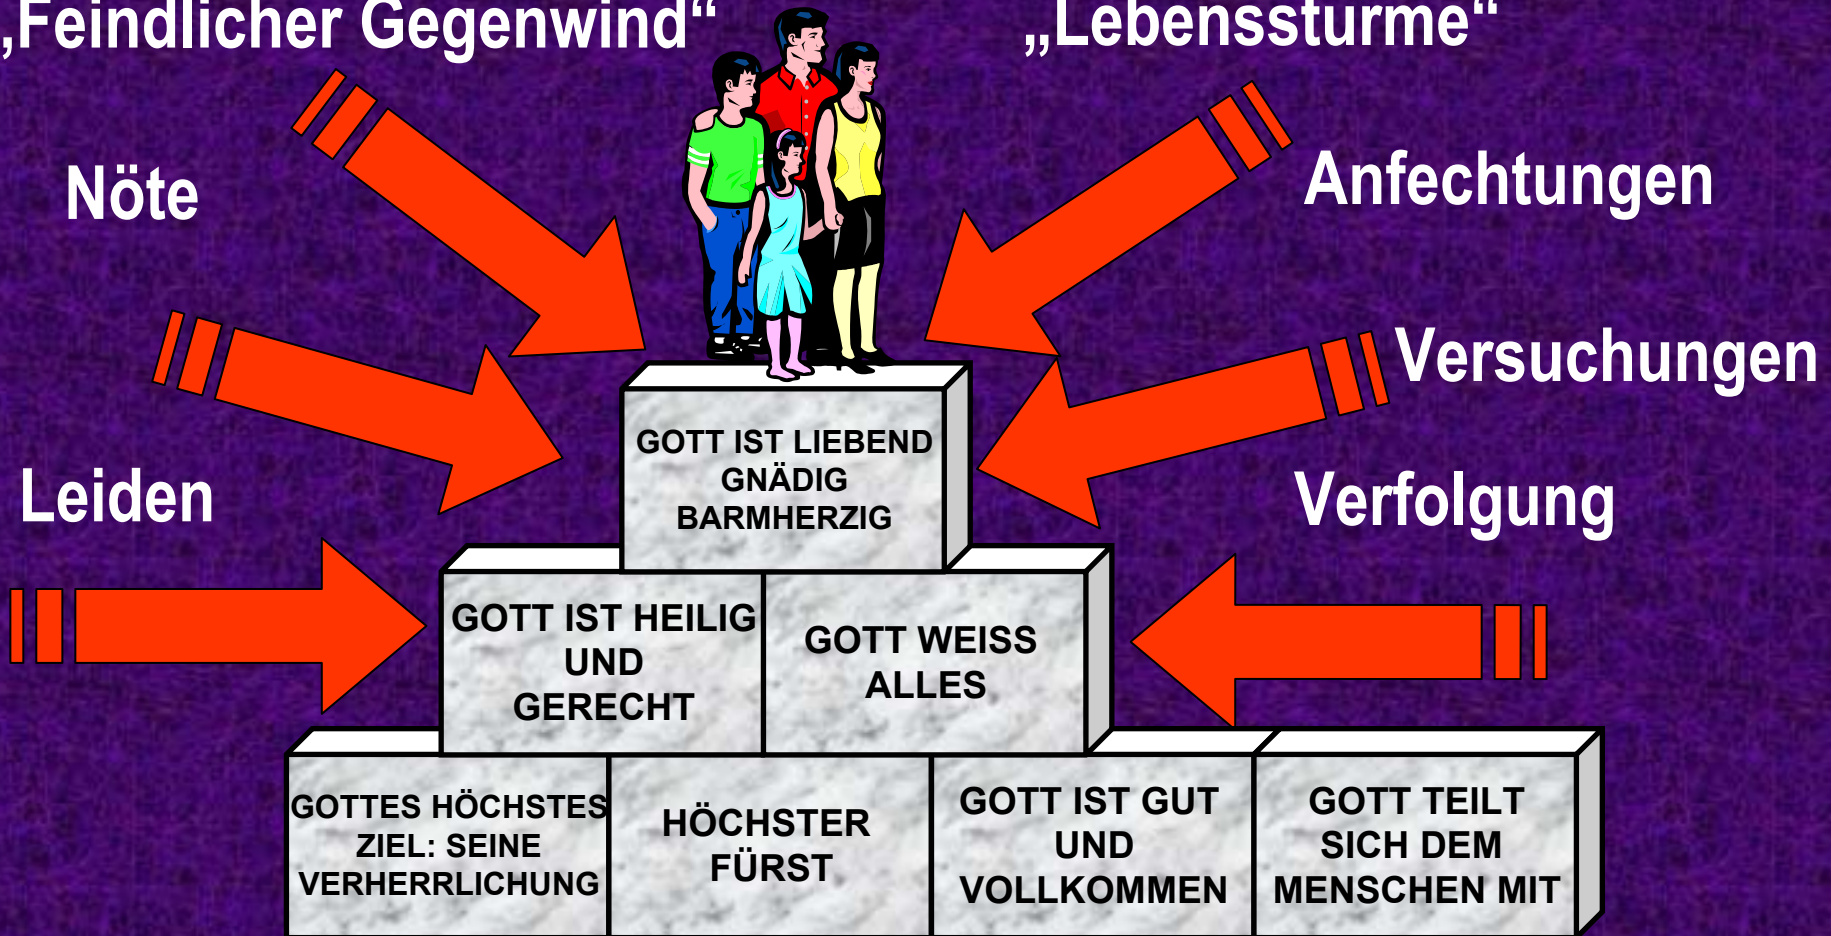 „Feindlicher Gegenwind“
„Lebensstürme“
Nöte
Anfechtungen
Versuchungen
Leiden
Verfolgung
GOTT IST LIEBEND
GNÄDIG
BARMHERZIG
GOTT IST HEILIG
UND
GERECHT
GOTT WEISS
ALLES
GOTTES HÖCHSTES
ZIEL: SEINE
VERHERRLICHUNG
HÖCHSTER
FÜRST
GOTT IST GUT
UND
VOLLKOMMEN
GOTT TEILT
SICH DEM
MENSCHEN MIT